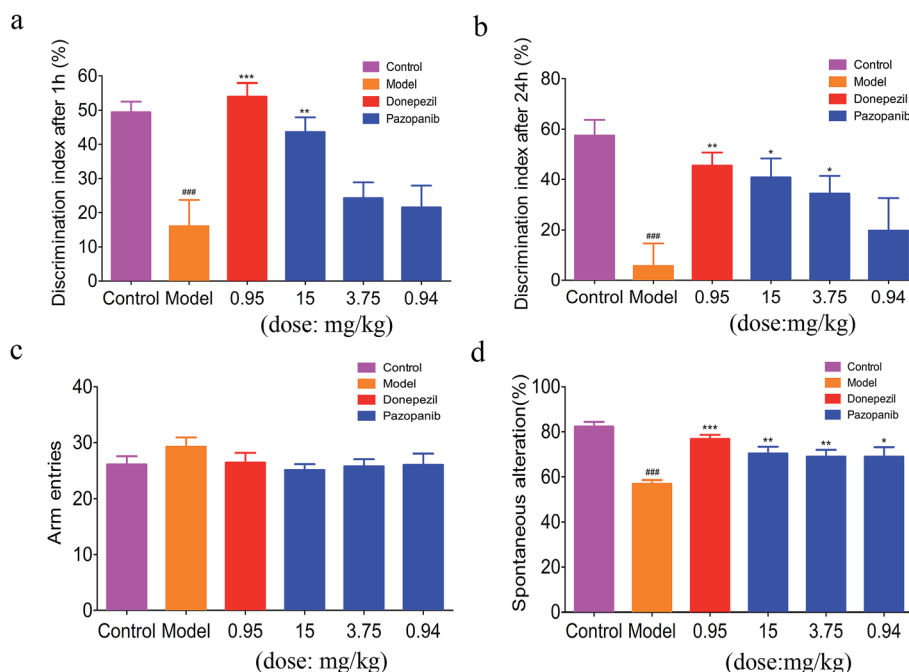 a
Discrimination index after 1h (%)
60
50
40
30
20
10
0
Control
Model
Donepezil
Pazopanib
###
***
**
Control Model 0.95 15 3.75 0.94
(dose: mg/kg)
b
Discrimination index after 24h (%)
80
60
40
20
0
Control
Model
Donepezil
Pazopanib
###
**
*
*
Control Model 0.95 15 3.75 0.94
(dose:mg/kg)
c
Arm entries
40
30
20
10
0
Control
Model
Donepezil
Pazopanib
Control Model 0.95 15 3.75 0.94
(dose: mg/kg)
d
Spontaneous alteration(%)
100
80
60
40
20
0
Control
Model
Donepezil
Pazopanib
###
***
**
**
*
Control Model 0.95 15 3.75 0.94
(dose:mg/kg)